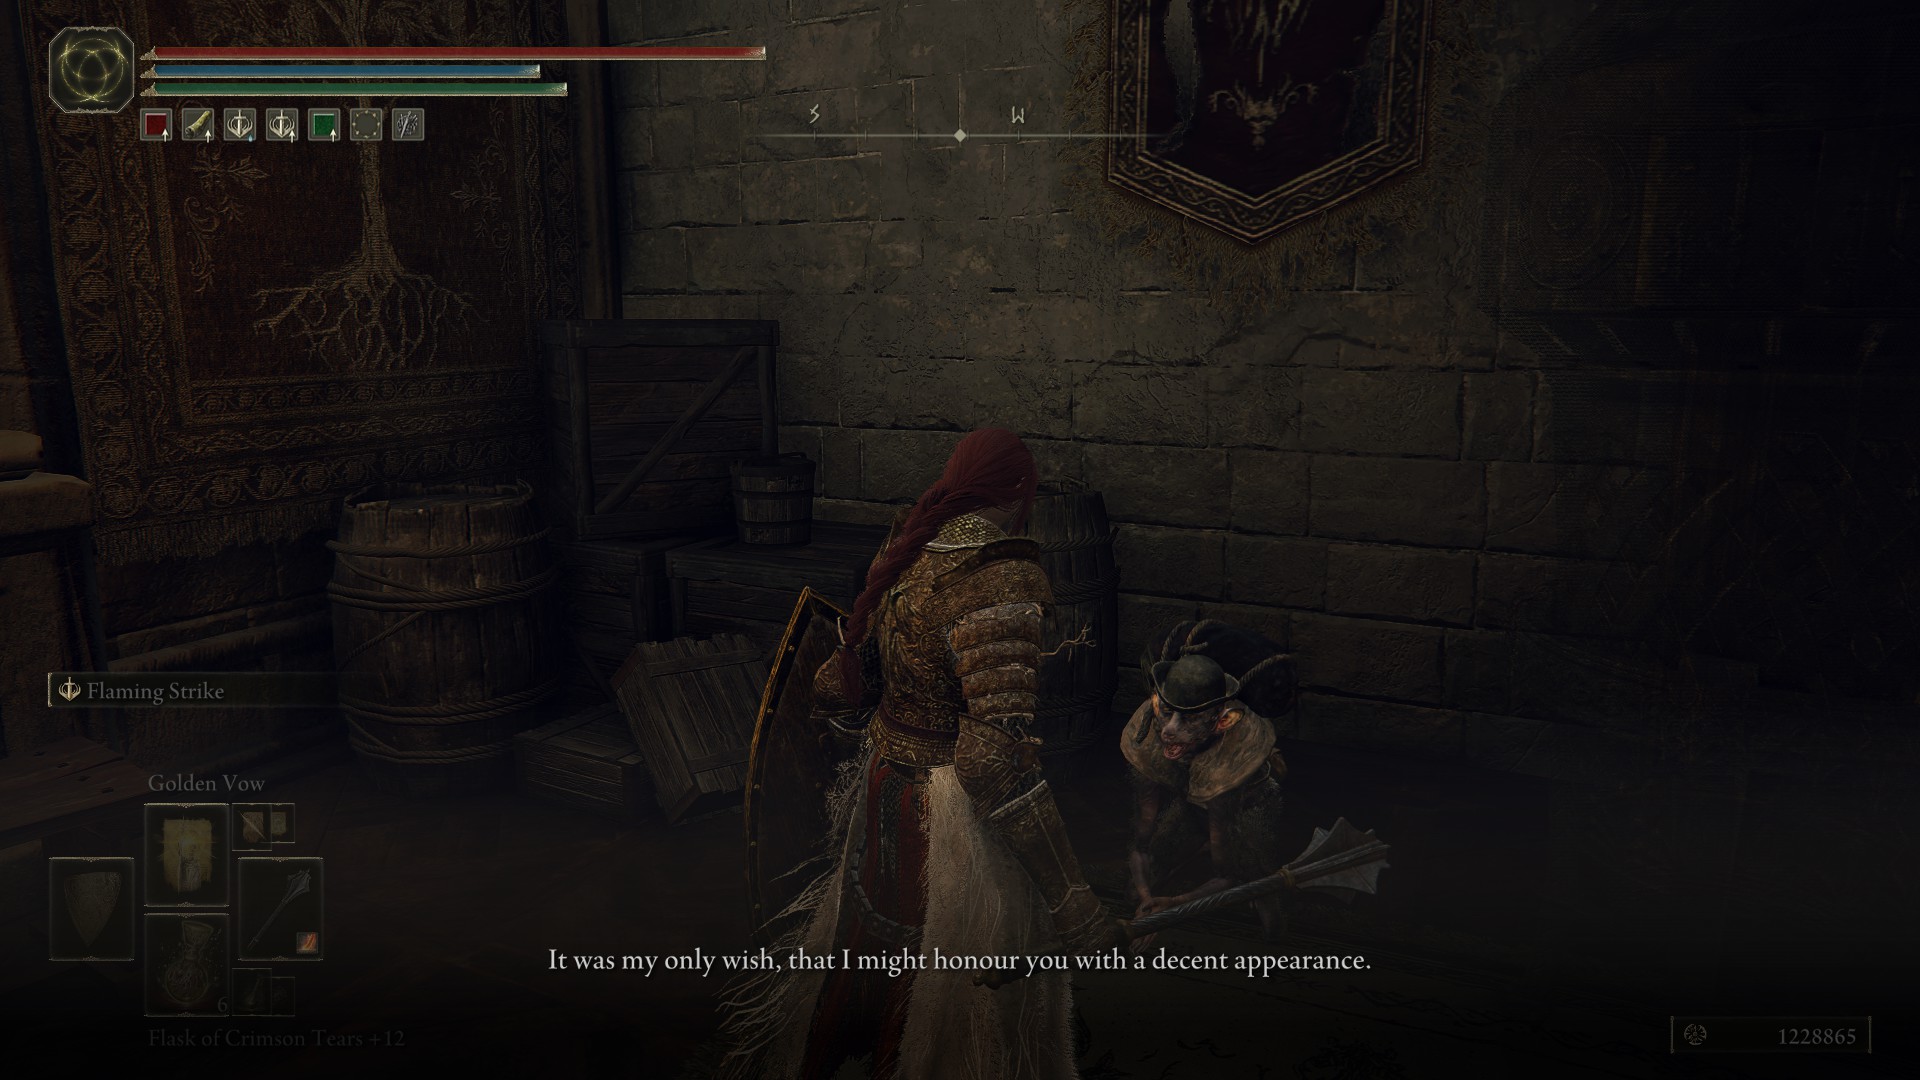 S
W
Flaming Strike
Golden Vow
6
It was my only wish, that I might honour you with a decent appearance.
Flask of Crimson Tears +12
1228865